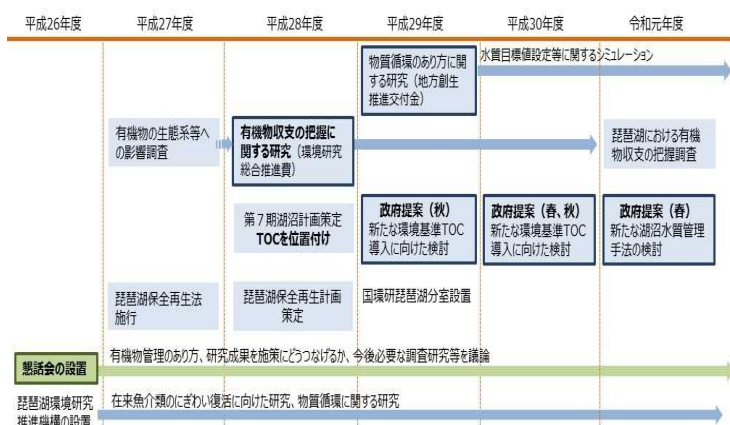 平成26年度 平成27年度 平成28年度 平成29年度 平成30年度 令和元年度
物質循環のあり方に関
する研究（地方創生
推進交付金）
水質目標値設定等に関するシミュレーション
有機物の生態系等へ
の影響調査
有機物収支の把握に
関する研究（環境研究
総合推進費）
琵琶湖における有機
物収支の把握調査
第７期湖沼計画策定
TOCを位置付け
政府提案（秋）
新たな環境基準TOC
導入に向けた検討
政府提案（春、秋）
新たな環境基準TOC
導入に向けた検討
政府提案（春）
新たな湖沼水質管理
手法の検討
琵琶湖保全再生法
施行
琵琶湖保全再生計画
策定
国環研琵琶湖分室設置
懇話会の設置
有機物管理のあり方、研究成果を施策にどうつなげるか、今後必要な調査研究等を議論
琵琶湖環境研究
推進機構の設置
在来魚介類のにぎわい復活に向けた研究、物質循環に関する研究